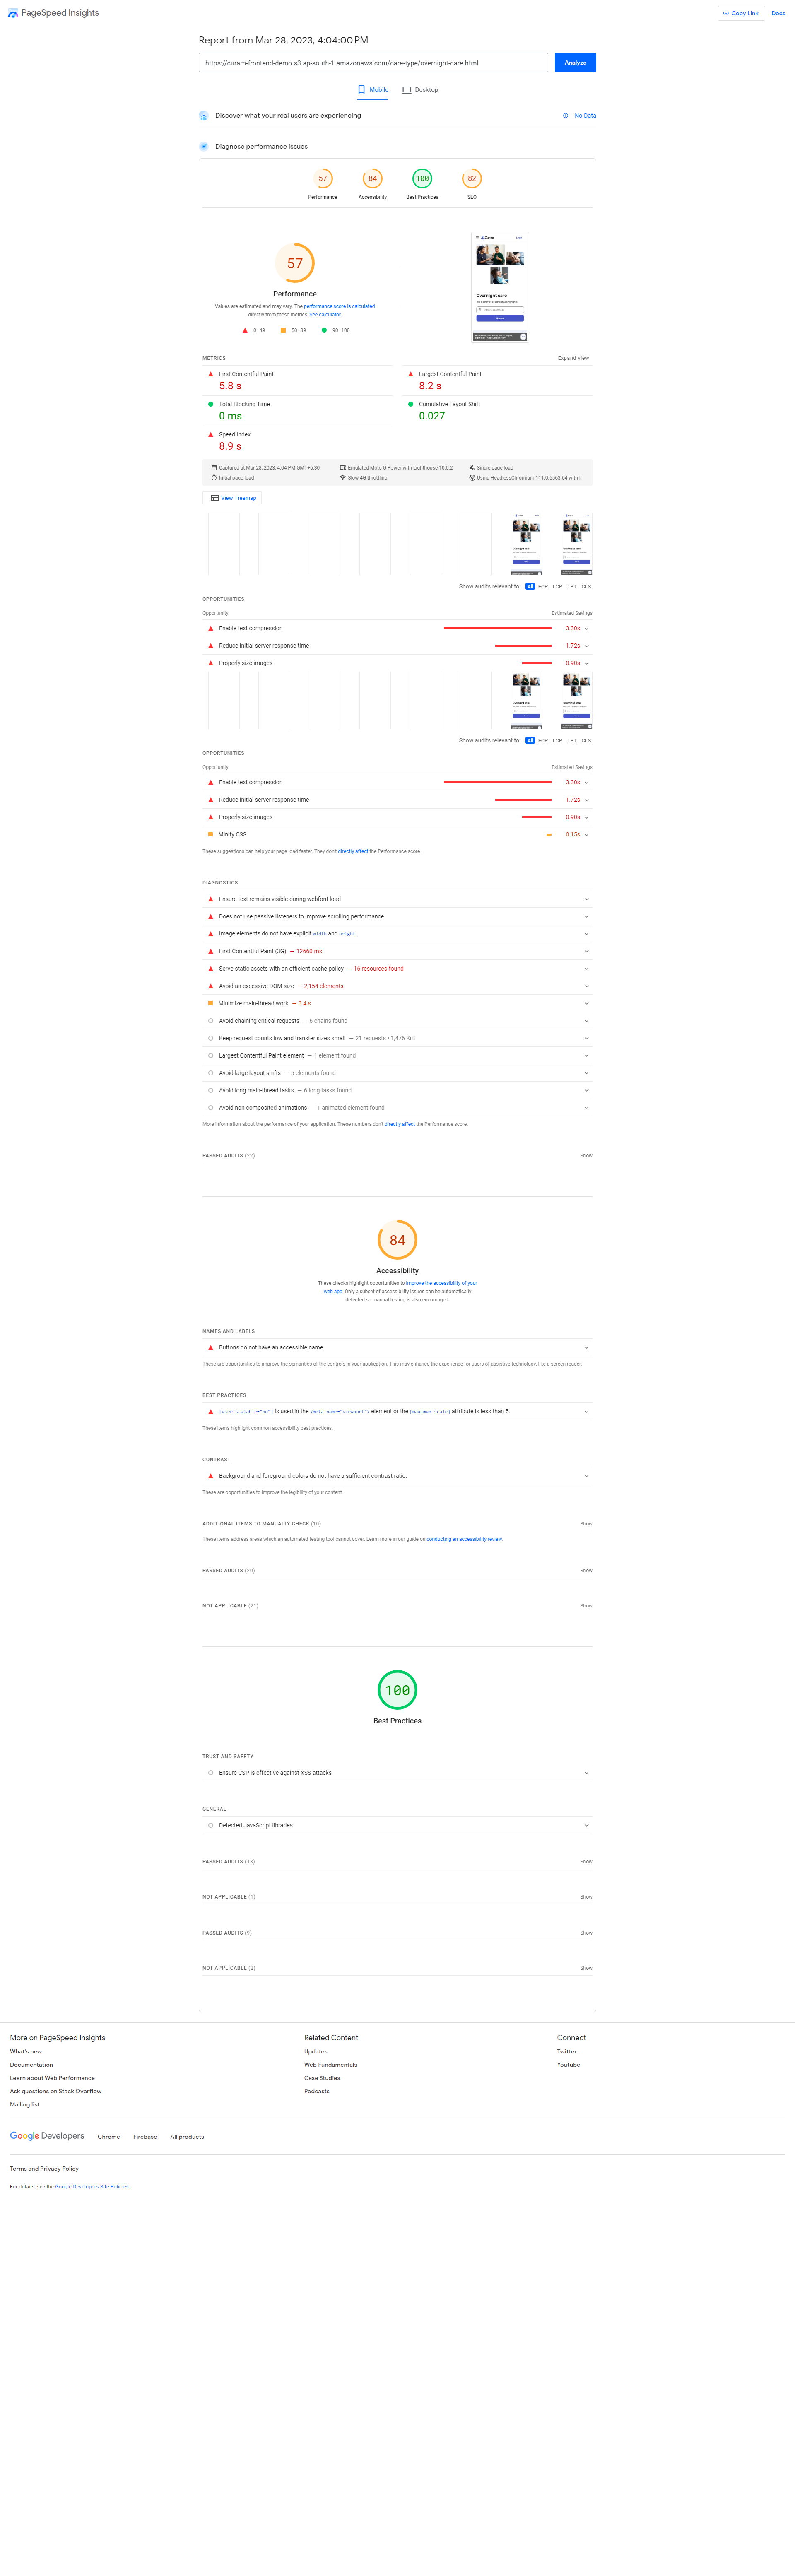 PageSpeed Insights
Copy Link
Docs
Report from Mar 28, 2023, 4:04:00 PM
https://curam-frontend-demo.s3.ap-south-1.amazonaws.com/care-type/overnight-care.html
Analyze
Mobile
Desktop
Discover what your real users are experiencing
No Data
Diagnose performance issues
57
84
100
82
Performance
Accessibility
Best Practices
SEO
57
Performance
Values are estimated and may vary. The performance score is calculated
directly from these metrics. See calculator.
0–49
50–89
90–100
Overnight care
METRICS
Expand view
First Contentful Paint
5.8 s
Largest Contentful Paint
8.2 s
Total Blocking Time
0 ms
Cumulative Layout Shift
0.027
Speed Index
8.9 s
Captured at Mar 28, 2023, 4:04 PM GMT+5:30
Emulated Moto G Power with Lighthouse 10.0.2
Single page load
Initial page load
Slow 4G throttling
Using HeadlessChromium 111.0.5563.64 with lr
View Treemap
Overnight care
Overnight care
Show audits relevant to:
All
FCP
LCP
TBT
CLS
OPPORTUNITIES
Opportunity
Estimated Savings
Enable text compression
3.30s
Reduce initial server response time
1.72s
Properly size images
0.90s
Overnight care
Overnight care
Show audits relevant to:
All
FCP
LCP
TBT
CLS
OPPORTUNITIES
Opportunity
Estimated Savings
Enable text compression
3.30s
Reduce initial server response time
1.72s
Properly size images
0.90s
Minify CSS
0.15s
These suggestions can help your page load faster. They don't directly affect the Performance score.
DIAGNOSTICS
Ensure text remains visible during webfont load
Does not use passive listeners to improve scrolling performance
Image elements do not have explicit width and height
First Contentful Paint (3G) — 12660 ms
Serve static assets with an efficient cache policy — 16 resources found
Avoid an excessive DOM size — 2,154 elements
Minimize main-thread work — 3.4 s
Avoid chaining critical requests — 6 chains found
Keep request counts low and transfer sizes small — 21 requests • 1,476 KiB
Largest Contentful Paint element — 1 element found
Avoid large layout shifts — 5 elements found
Avoid long main-thread tasks — 6 long tasks found
Avoid non-composited animations — 1 animated element found
More information about the performance of your application. These numbers don't directly affect the Performance score.
PASSED AUDITS (22)
Show
84
Accessibility
These checks highlight opportunities to improve the accessibility of your
web app. Only a subset of accessibility issues can be automatically
detected so manual testing is also encouraged.
NAMES AND LABELS
Buttons do not have an accessible name
These are opportunities to improve the semantics of the controls in your application. This may enhance the experience for users of assistive technology, like a screen reader.
BEST PRACTICES
[user-scalable="no"] is used in the <meta name="viewport"> element or the [maximum-scale] attribute is less than 5.
These items highlight common accessibility best practices.
CONTRAST
Background and foreground colors do not have a sufficient contrast ratio.
These are opportunities to improve the legibility of your content.
ADDITIONAL ITEMS TO MANUALLY CHECK (10)
Show
These items address areas which an automated testing tool cannot cover. Learn more in our guide on conducting an accessibility review.
PASSED AUDITS (20)
Show
NOT APPLICABLE (21)
Show
100
Best Practices
TRUST AND SAFETY
Ensure CSP is effective against XSS attacks
GENERAL
Detected JavaScript libraries
PASSED AUDITS (13)
Show
NOT APPLICABLE (1)
Show
PASSED AUDITS (9)
Show
NOT APPLICABLE (2)
Show
More on PageSpeed Insights
What's new
Documentation
Learn about Web Performance
Ask questions on Stack Overflow
Mailing list
Related Content
Updates
Web Fundamentals
Case Studies
Podcasts
Connect
Twitter
Youtube
Google Developers
Chrome
Firebase
All products
Terms and Privacy Policy
For details, see the Google Developers Site Policies.